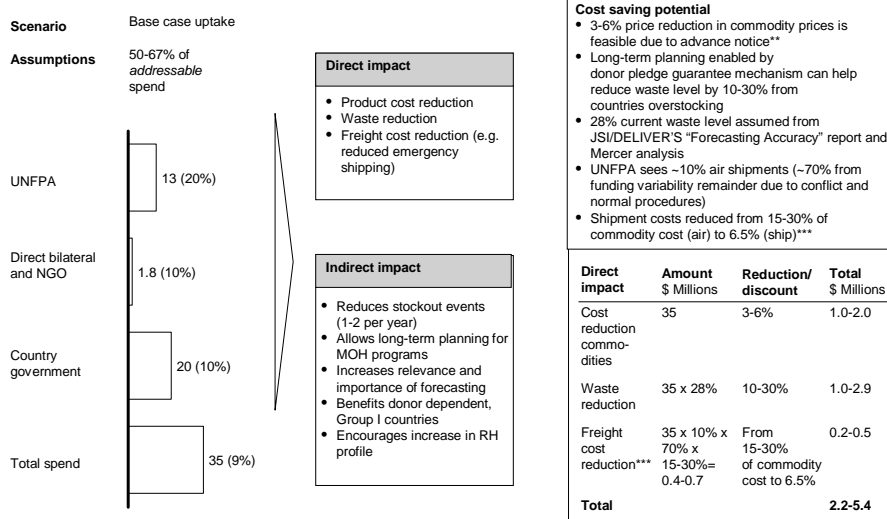 Scenario
Base case uptake
Assumptions
50-67% of
addressable
spend
UNFPA
13 (20%)
Direct bilateral
and NGO
1.8 (10%)
Country
government
20 (10%)
Total spend
35 (9%)
Direct impact
• Product cost reduction
• Waste reduction
• Freight cost reduction (e.g.
reduced emergency
shipping)
Indirect impact
• Reduces stockout events
(1-2 per year)
• Allows long-term planning for
MOH programs
• Increases relevance and
importance of forecasting
• Benefits donor dependent,
Group I countries
• Encourages increase in RH
profile
Cost saving potential
• 3-6% price reduction in commodity prices is
feasible due to advance notice**
• Long-term planning enabled by
donor pledge guarantee mechanism can help
reduce waste level by 10-30% from
countries overstocking
• 28% current waste level assumed from
JSI/DELIVER'S “Forecasting Accuracy” report and
Mercer analysis
• UNFPA sees ~10% air shipments (~70% from
funding variability remainder due to conflict and
normal procedures)
• Shipment costs reduced from 15-30% of
commodity cost (air) to 6.5% (ship)***
Direct
impact
Amount
$ Millions
Reduction/
discount
Total
$ Millions
Cost
reduction
commo-
dities
35
3-6%
1.0-2.0
Waste
reduction
35 x 28%
10-30%
1.0-2.9
Freight
cost
reduction***
35 x 10% x
70% x
15-30%=
0.4-0.7
From
15-30%
of commodity
cost to 6.5%
0.2-0.5
Total
2.2-5.4